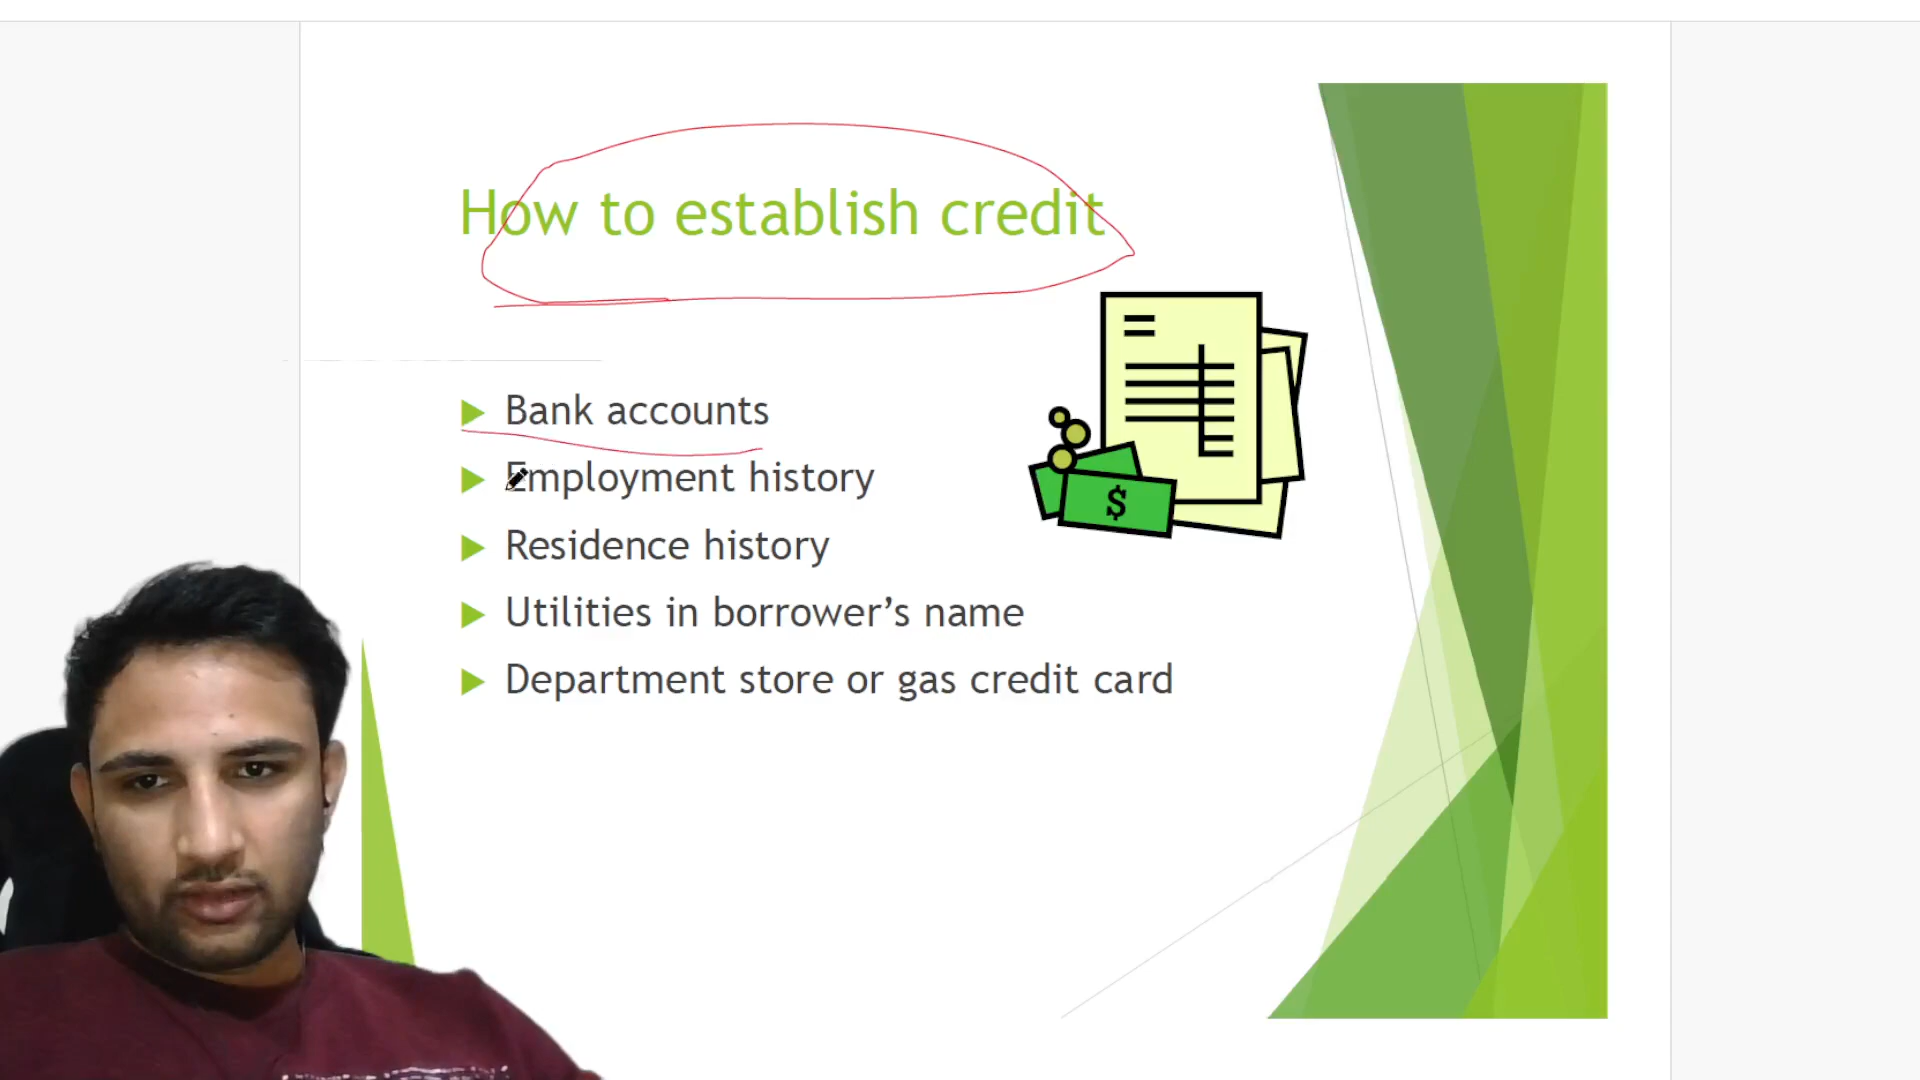 How to establish credit
Bank accounts
Employment history
Residence history
Utilities in borrower’s name
Department store or gas credit card
$